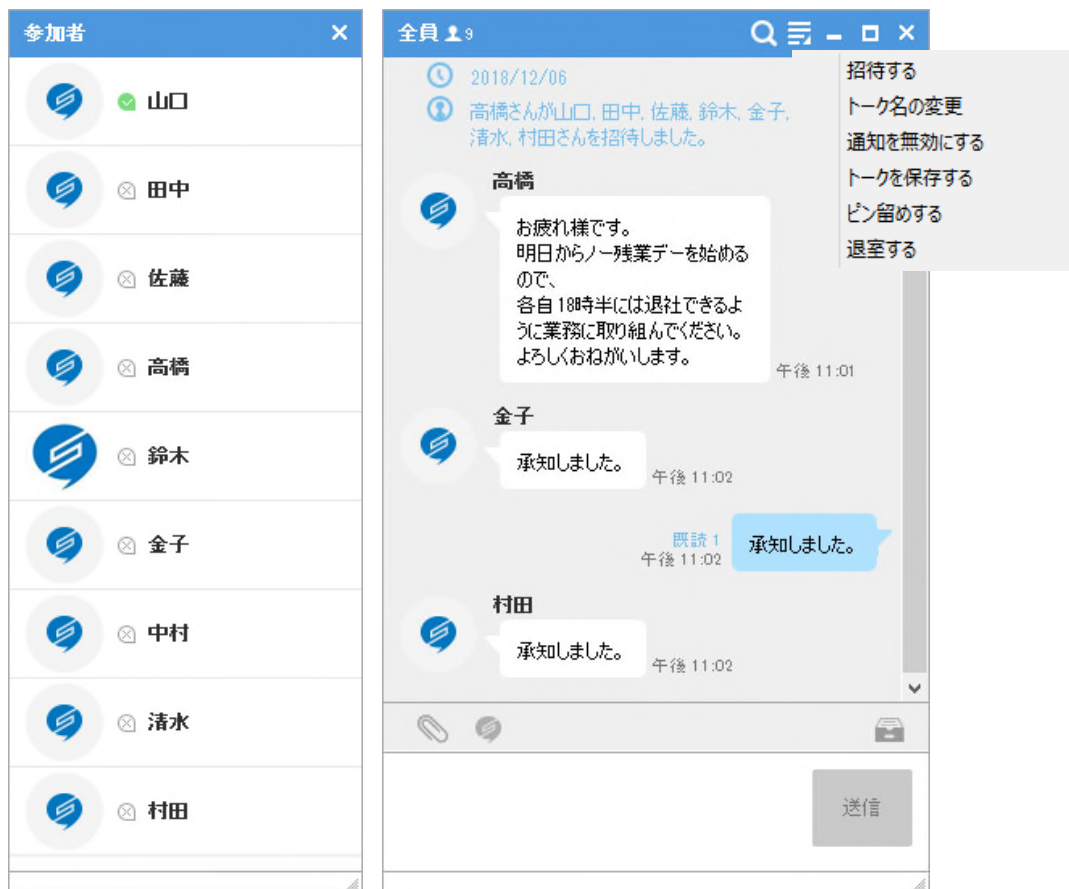 参加者
山口
田中
佐藤
高橋
鈴木
金子
中村
清水
村田
全員 9
招待する
トーク名の変更
通知を無効にする
トークを保存する
ピン留めする
退室する
2018/12/06
高橋さんが山口, 田中, 佐藤, 鈴木, 金子,
清水, 村田さんを招待しました。
高橋
お疲れ様です。
明日からノー残業デーを始める
ので、
各自18時半には退社できるよ
うに業務に取り組んでください。
よろしくおねがいします。
午後 11:01
金子
承知しました。
午後 11:02
既読 1
午後 11:02
承知しました。
村田
承知しました。
午後 11:02
送信